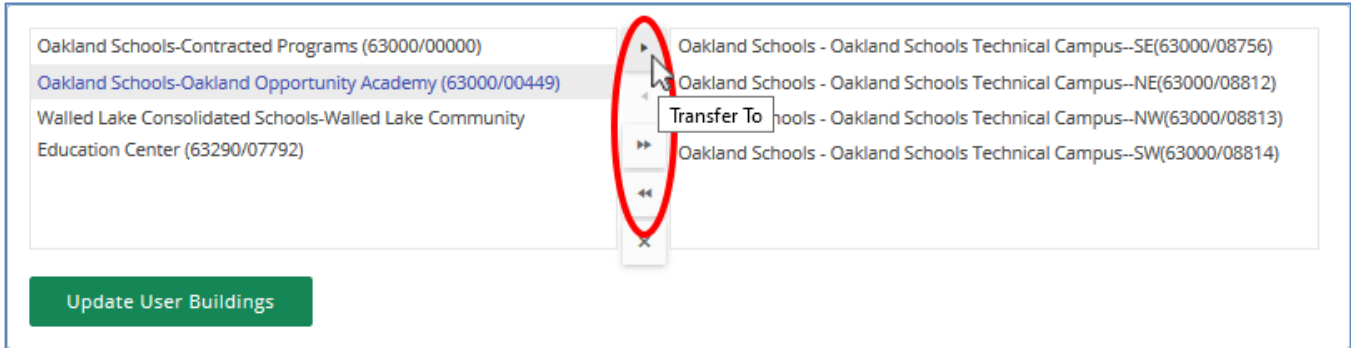 Oakland Schools-Contracted Programs (63000/00000)
Oakland Schools-Oakland Opportunity Academy (63000/00449)
Walled Lake Consolidated Schools-Walled Lake Community
Education Center (63290/07792)
Oakland Schools - Oakland Schools Technical Campus--SE(63000/08756)
Oakland Schools - Oakland Schools Technical Campus--NE(63000/08812)
Transfer To
hools - Oakland Schools Technical Campus--NW(63000/08813)
Oakland Schools - Oakland Schools Technical Campus--SW(63000/08814)
Update User Buildings